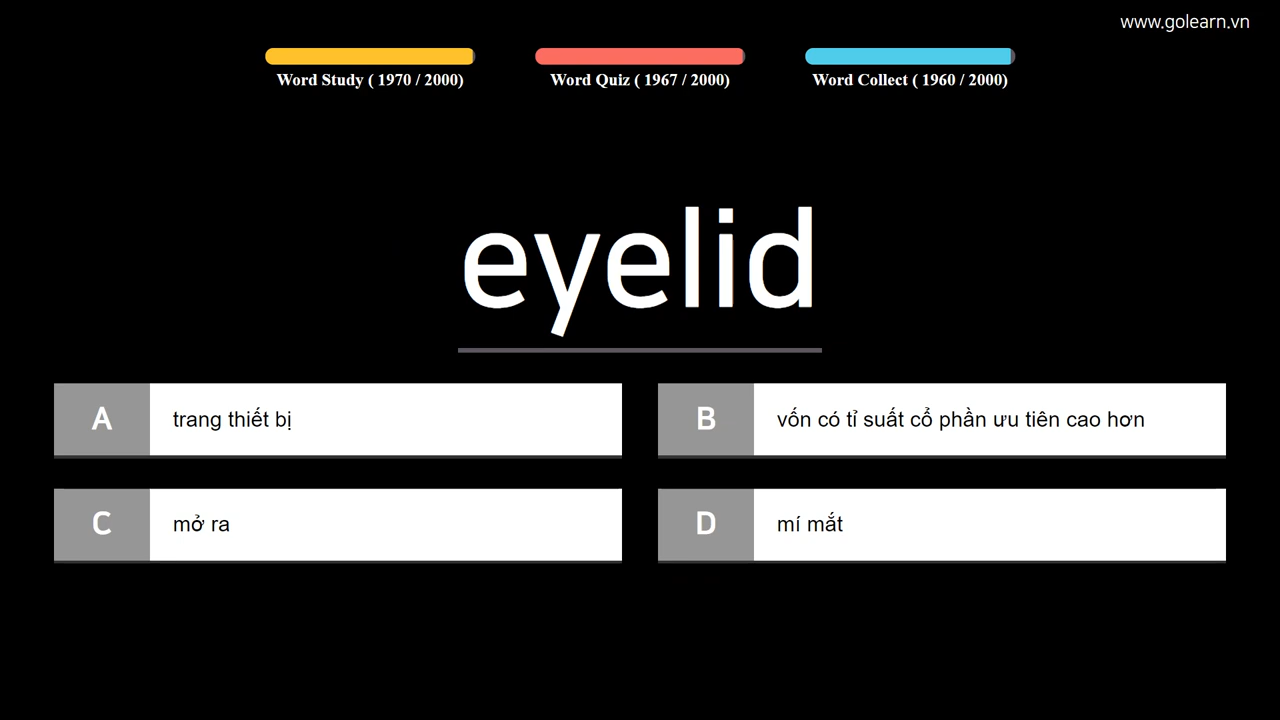 www.golearn.vn
Word Study ( 1970 / 2000)
Word Quiz ( 1967 / 2000)
Word Collect ( 1960 / 2000)
eyelid
A trang thiết bị
B vốn có tỉ suất cổ phần ưu tiên cao hơn
C mở ra
D mí mắt